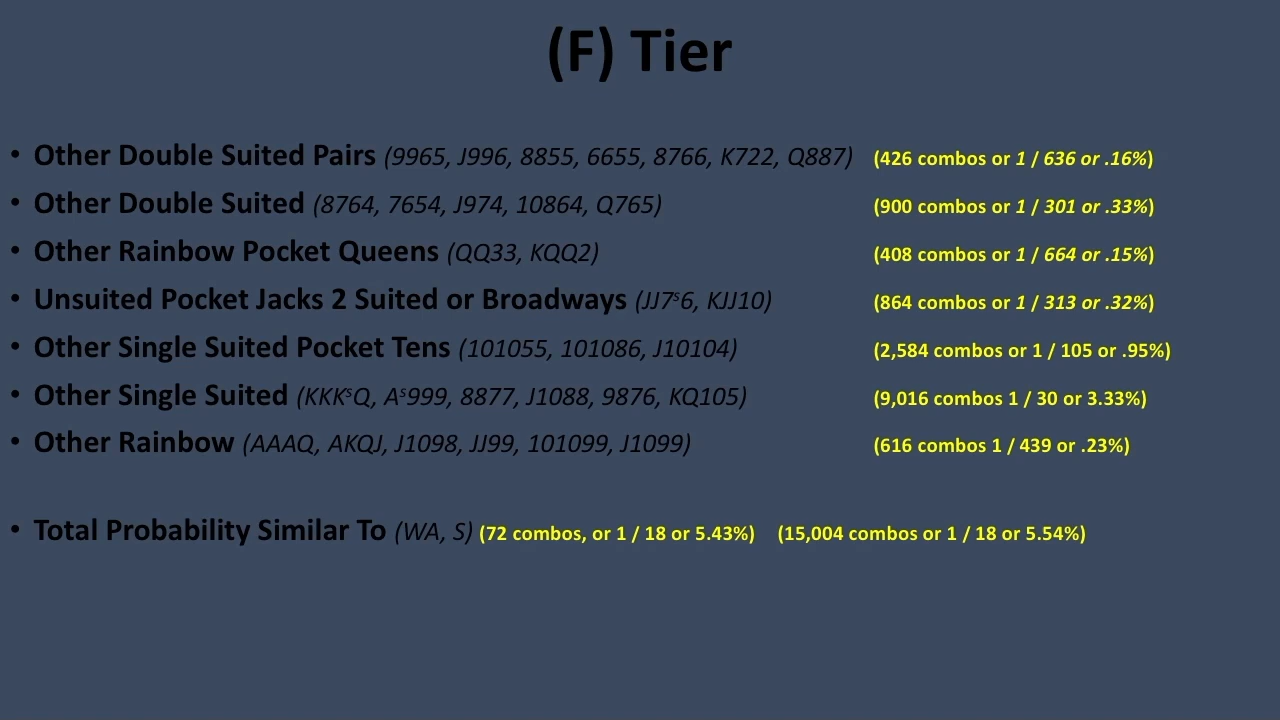 (F) Tier
• Other Double Suited Pairs (9965, J996, 8855, 6655, 8766, K722, Q887) (426 combos or 1 / 636 or .16%)
• Other Double Suited (8764, 7654, J974, 10864, Q765) (900 combos or 1 / 301 or .33%)
• Other Rainbow Pocket Queens (QQ33, KQQ2) (408 combos or 1 / 664 or .15%)
• Unsuited Pocket Jacks 2 Suited or Broadways (JJ7ˢ6, KJJ10) (864 combos or 1 / 313 or .32%)
• Other Single Suited Pocket Tens (101055, 101086, J10104) (2,584 combos or 1 / 105 or .95%)
• Other Single Suited (KKKˢQ, Aˢ999, 8877, J1088, 9876, KQ105) (9,016 combos 1 / 30 or 3.33%)
• Other Rainbow (AAAQ, AKQJ, J1098, JJ99, 101099, J1099) (616 combos 1 / 439 or .23%)
• Total Probability Similar To (WA, S) (72 combos, or 1 / 18 or 5.43%) (15,004 combos or 1 / 18 or 5.54%)